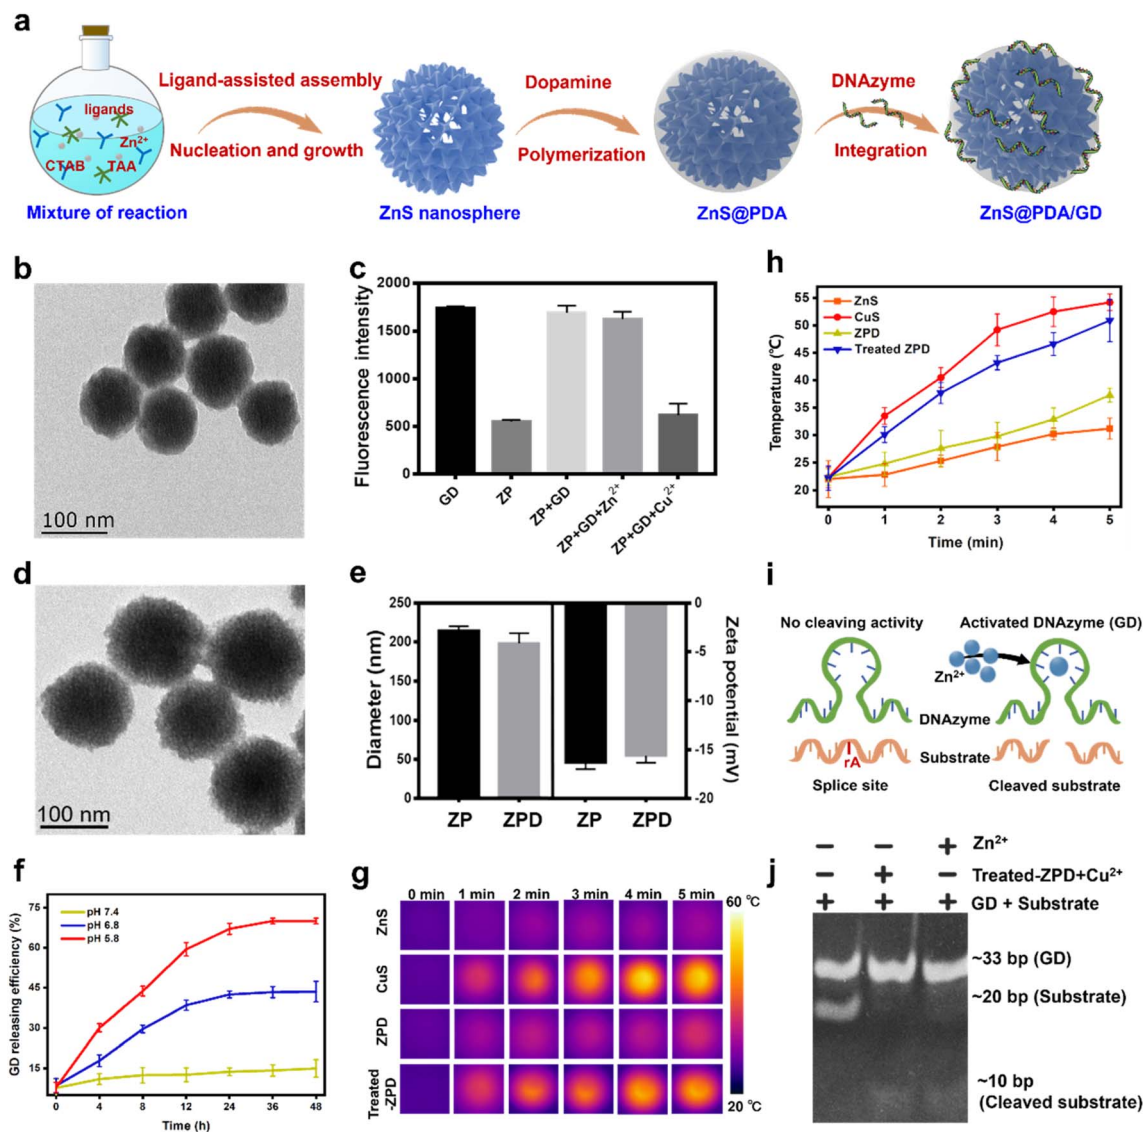 a
ligands
Zn²⁺
CTAB TAA
Mixture of reaction
Ligand-assisted assembly
Nucleation and growth
ZnS nanosphere
Dopamine
Polymerization
ZnS@PDA
DNAzyme
Integration
ZnS@PDA/GD
b
100 nm
c
Fluorescence intensity
2000
1500
1000
500
0
GD
ZP
ZP+GD
ZP+GD+Zn²⁺
ZP+GD+Cu²⁺
h
ZnS
CuS
ZPD
Treated ZPD
Temperature (℃)
55
50
45
40
35
30
25
20
0 1 2 3 4 5
Time (min)
d
100 nm
e
Diameter (nm)
250
200
150
100
50
0
0
-5
-10
-15
-20
Zeta potential (mV)
ZP ZPD ZP ZPD
i
No cleaving activity
Activated DNAzyme (GD)
Zn²⁺
DNAzyme
Substrate
rA
Splice site
Cleaved substrate
f
GD releasing efficiency (%)
75
60
45
30
15
pH 7.4
pH 6.8
pH 5.8
0 4 8 12 24 36 48
Time (h)
g
0 min 1 min 2 min 3 min 4 min 5 min
ZnS
CuS
ZPD
Treated
-ZPD
60 ℃
20 ℃
j
− − + Zn²⁺
− + − Treated-ZPD+Cu²⁺
+ + + GD + Substrate
~33 bp (GD)
~20 bp (Substrate)
~10 bp
(Cleaved substrate)